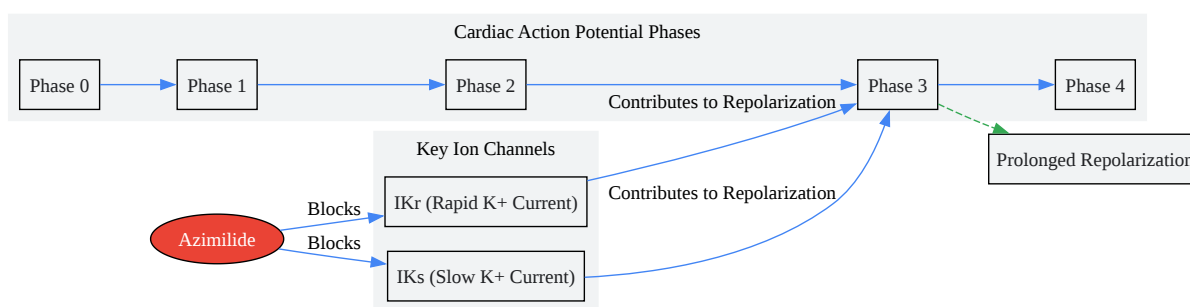 Cardiac Action Potential Phases
Phase 0
Phase 1
Phase 2
Phase 3
Phase 4
Contributes to Repolarization
Prolonged Repolarization
Key Ion Channels
IKr (Rapid K+ Current)
Contributes to Repolarization
Blocks
Azimilide
Blocks
IKs (Slow K+ Current)